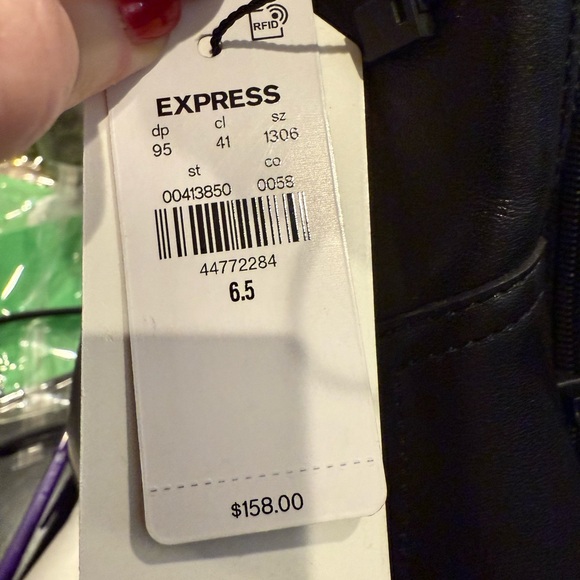 RFID
EXPRESS
dp cl sz
95 41 1306
st co
00413850 0058
44772284
6.5
$158.00